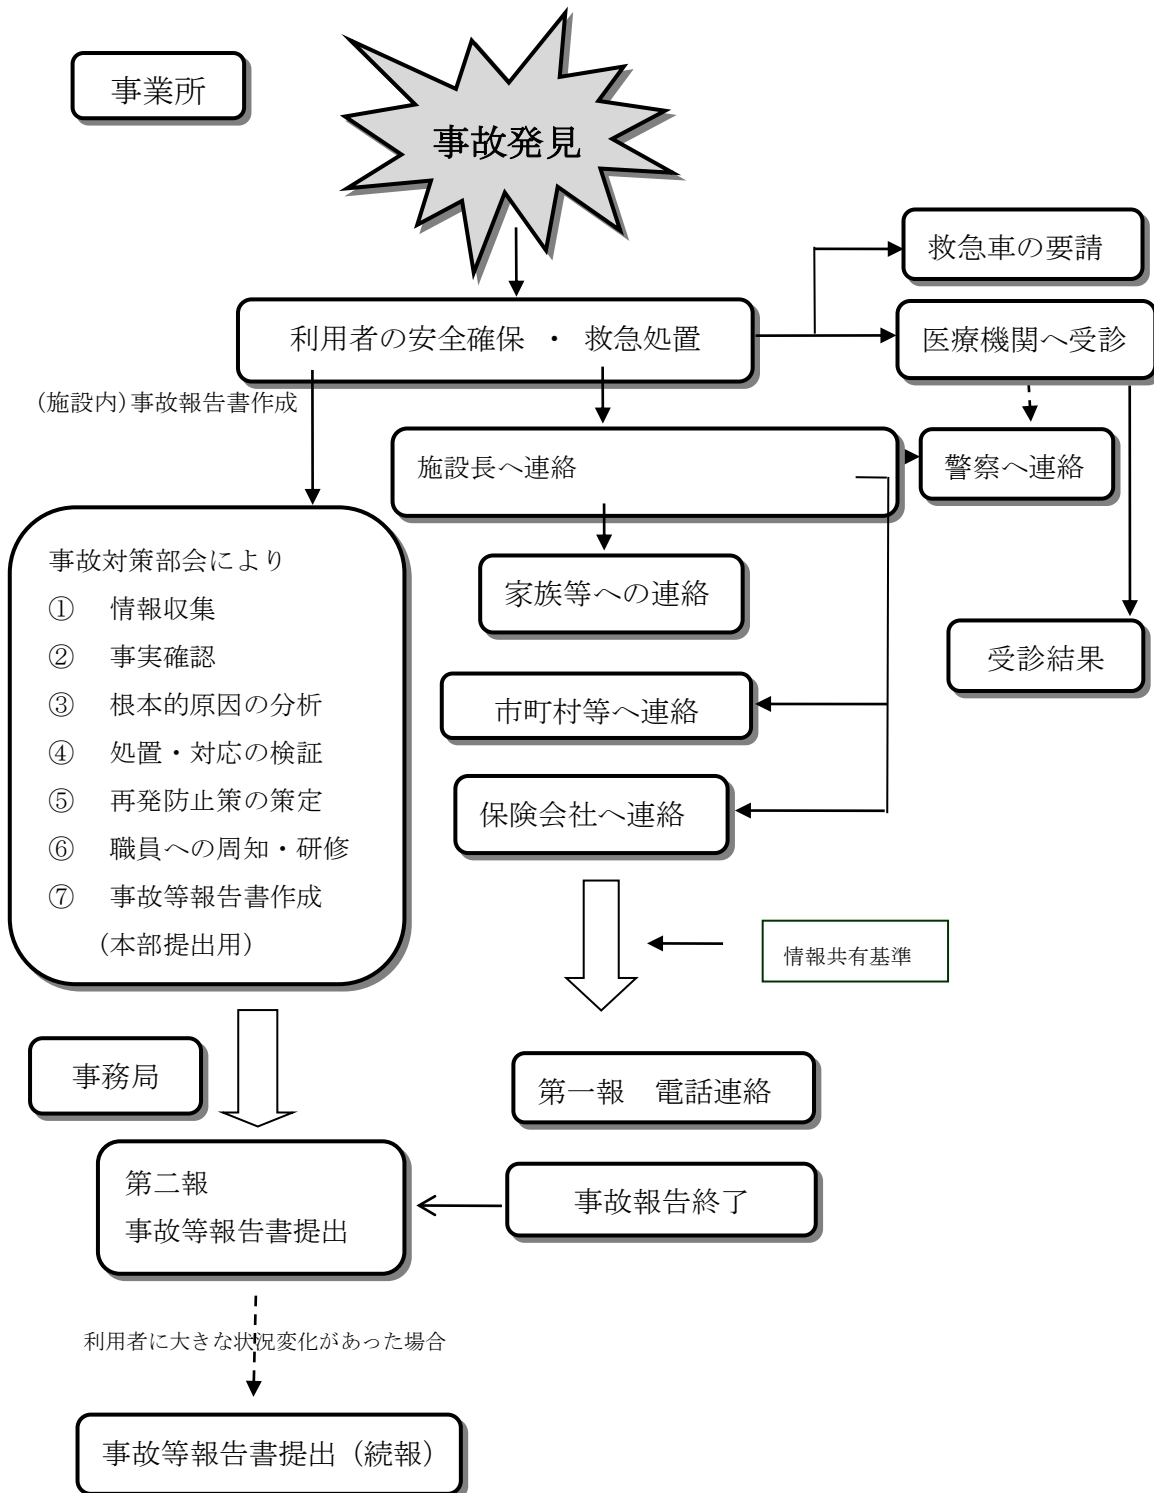 事業所
事故発見
救急車の要請
利用者の安全確保 ・ 救急処置
医療機関へ受診
(施設内)事故報告書作成
施設長へ連絡
警察へ連絡
事故対策部会により
① 情報収集
② 事実確認
③ 根本的原因の分析
④ 処置・対応の検証
⑤ 再発防止策の策定
⑥ 職員への周知・研修
⑦ 事故等報告書作成
(本部提出用)
家族等への連絡
受診結果
市町村等へ連絡
保険会社へ連絡
情報共有基準
事務局
第一報 電話連絡
第二報
事故等報告書提出
事故報告終了
利用者に大きな状況変化があった場合
事故等報告書提出（続報）